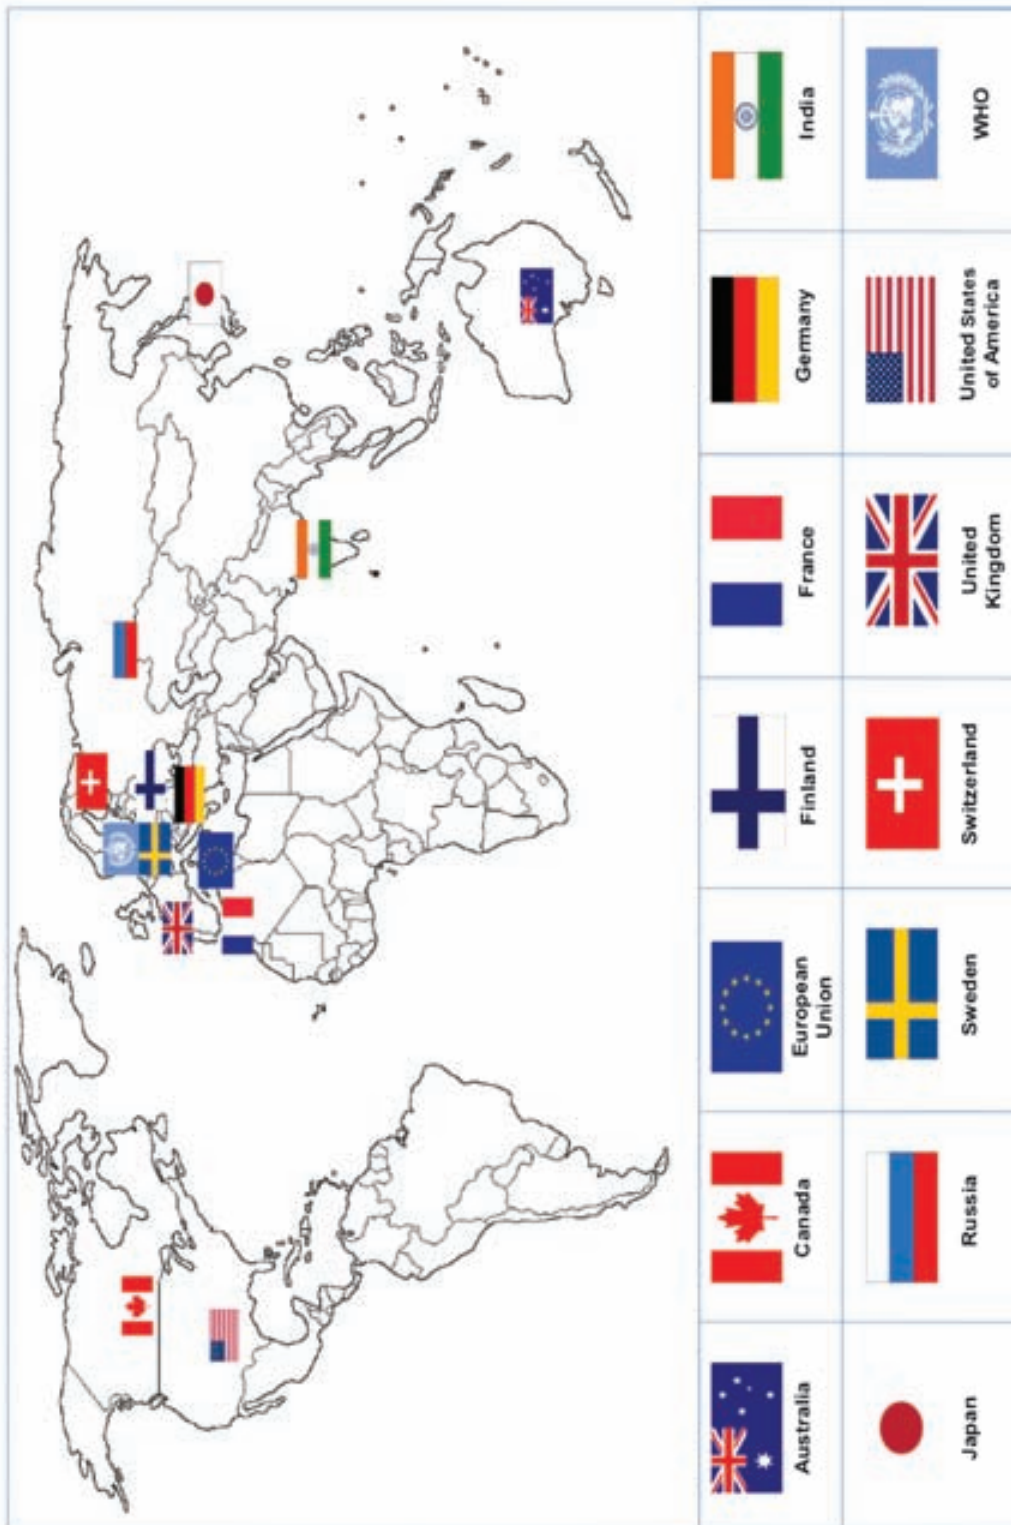 Australia
Canada
European
Union
Finland
France
Germany
India
Japan
Russia
Sweden
Switzerland
United
Kingdom
United States
of America
WHO